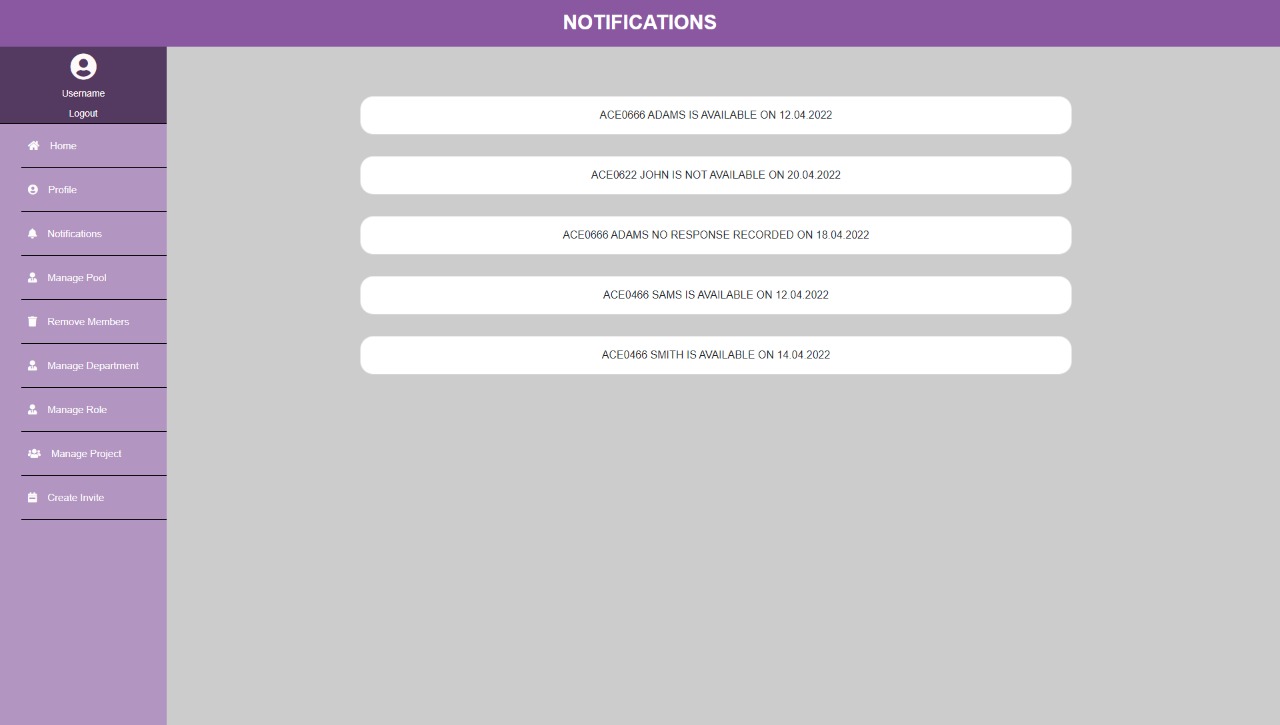 NOTIFICATIONS
Username
Logout
Home
Profile
Notifications
Manage Pool
Remove Members
Manage Department
Manage Role
Manage Project
Create Invite
ACE0666 ADAMS IS AVAILABLE ON 12.04.2022
ACE0622 JOHN IS NOT AVAILABLE ON 20.04.2022
ACE0666 ADAMS NO RESPONSE RECORDED ON 18.04.2022
ACE0466 SAMS IS AVAILABLE ON 12.04.2022
ACE0466 SMITH IS AVAILABLE ON 14.04.2022